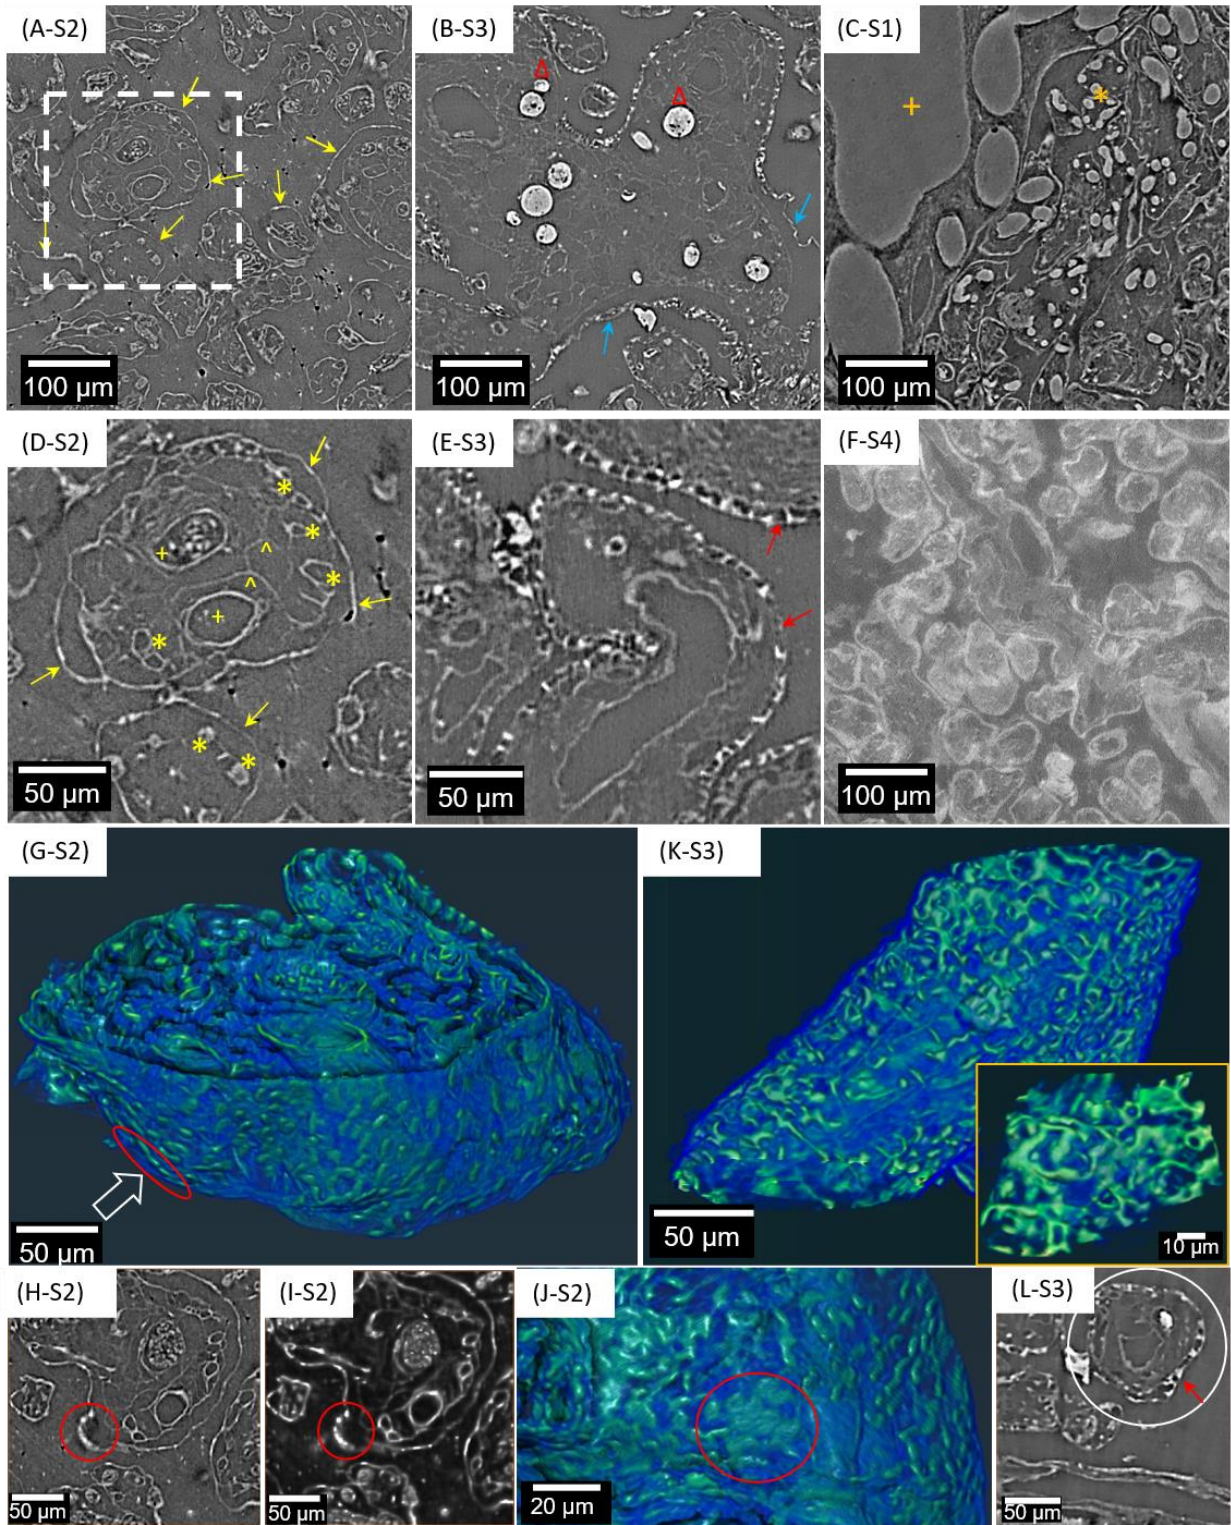 (A-S2)
(B-S3)
(C-S1)
Δ
Δ
+
*
100 μm
100 μm
100 μm
(D-S2)
(E-S3)
(F-S4)
*
*
+
^
^
*
+
*
*
*
50 μm
50 μm
100 μm
(G-S2)
(K-S3)
50 μm
50 μm
10 μm
(H-S2)
(I-S2)
(J-S2)
(L-S3)
50 μm
50 μm
20 μm
50 μm